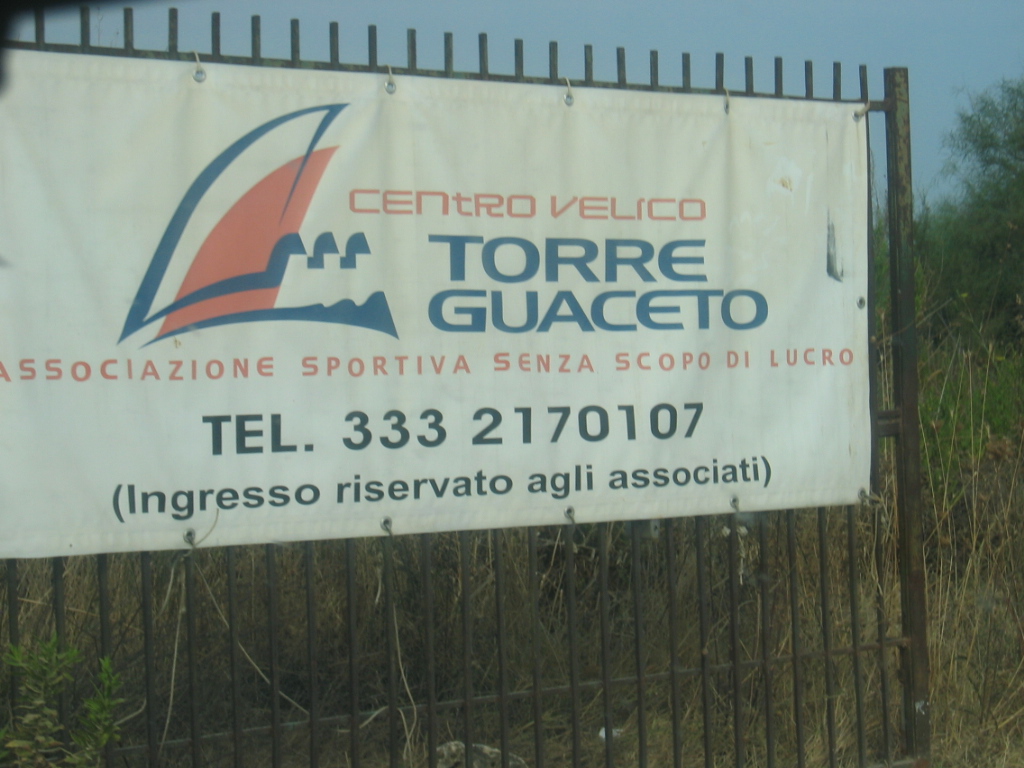 CENTRO VELICO
TORRE
GUACETO
ASSOCIAZIONE SPORTIVA SENZA SCOPO DI LUCRO
TEL. 333 2170107
(Ingresso riservato agli associati)